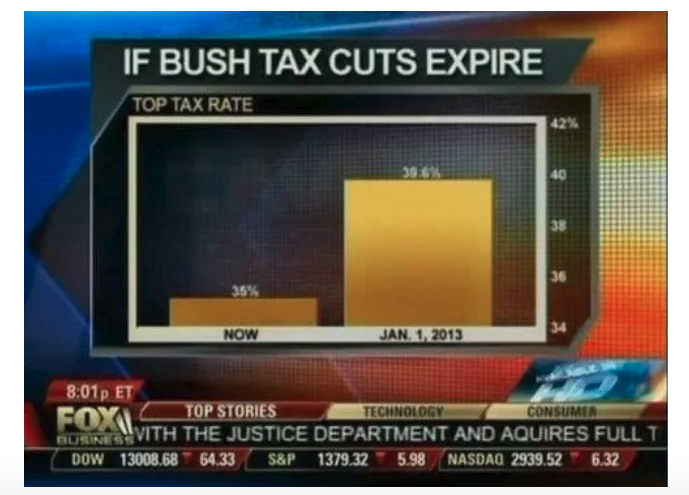 IF BUSH TAX CUTS EXPIRE
TOP TAX RATE
42%
40
38
36
34
39.6%
35%
NOW JAN. 1, 2013
8:01p ET
TOP STORIES TECHNOLOGY CONSUMER
FOX
BUSINESS
WITH THE JUSTICE DEPARTMENT AND AQUIRES FULL T
HD
DOW 13008.68 64.33 S&P 1379.32 5.98 NASDAQ 2939.52 6.32